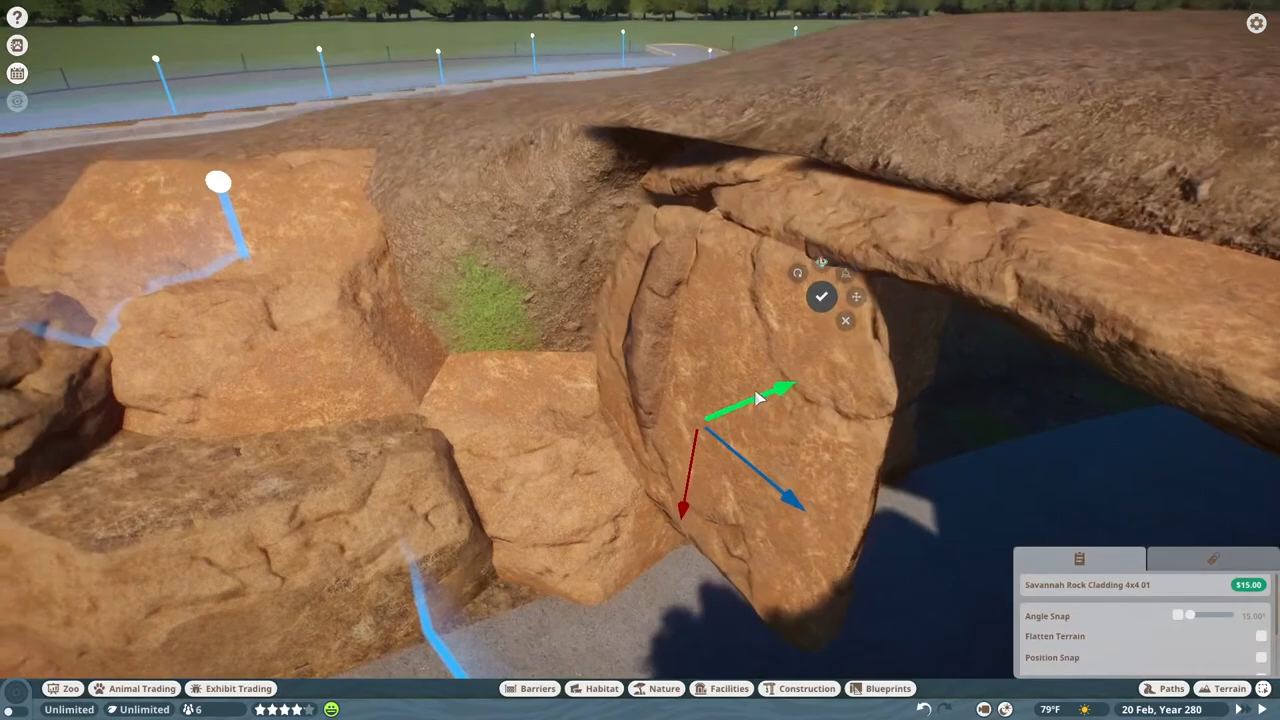 Savannah Rock Cladding 4x4 01 $15.00
Angle Snap 15.00°
Flatten Terrain
Position Snap
Zoo Animal Trading Exhibit Trading Barriers Habitat Nature Facilities Construction Blueprints Paths Terrain
Unlimited Unlimited 6 79°F 20 Feb, Year 280